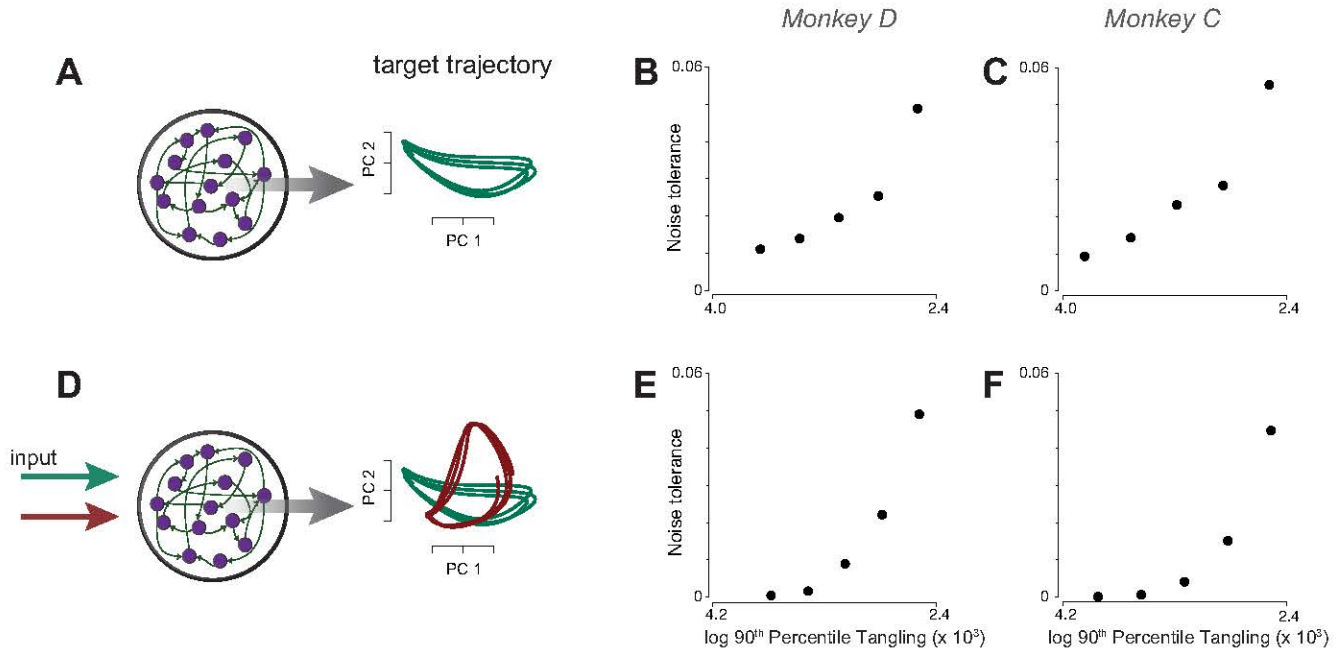 Monkey D
Monkey C
A
target trajectory
PC 2
PC 1
B
0.06
Noise tolerance
0
4.0
2.4
C
0.06
0
4.0
2.4
D
input
PC 2
PC 1
E
0.06
Noise tolerance
0
4.2
2.4
log 90th Percentile Tangling (x 10³)
F
0.06
0
4.2
2.4
log 90th Percentile Tangling (x 10³)